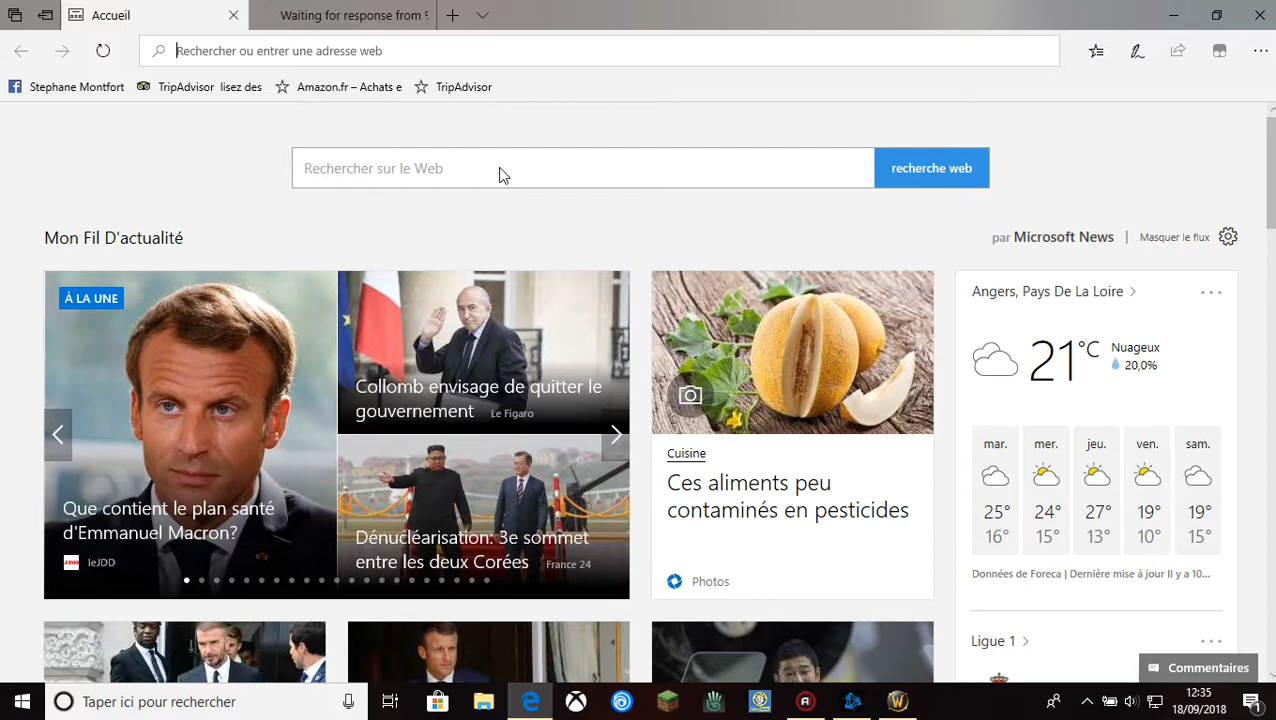 Accueil
Waiting for response from 9
Rechercher ou entrer une adresse web
Stephane Montfort
TripAdvisor lisez des
Amazon.fr – Achats e
TripAdvisor
Rechercher sur le Web
recherche web
Mon Fil D'actualité
par Microsoft News
Masquer le flux
À LA UNE
Que contient le plan santé
d'Emmanuel Macron?
leJDD
Collomb envisage de quitter le
gouvernement Le Figaro
Dénucléarisation: 3e sommet
entre les deux Corées France 24
Cuisine
Ces aliments peu
contaminés en pesticides
Photos
Angers, Pays De La Loire
21°C
Nuageux
20,0%
mar. mer. jeu. ven. sam.
25° 24° 27° 19° 19°
16° 15° 13° 10° 15°
Données de Foreca | Dernière mise à jour Il y a 10...
Ligue 1
Commentaires
Taper ici pour rechercher
12:35
18/09/2018